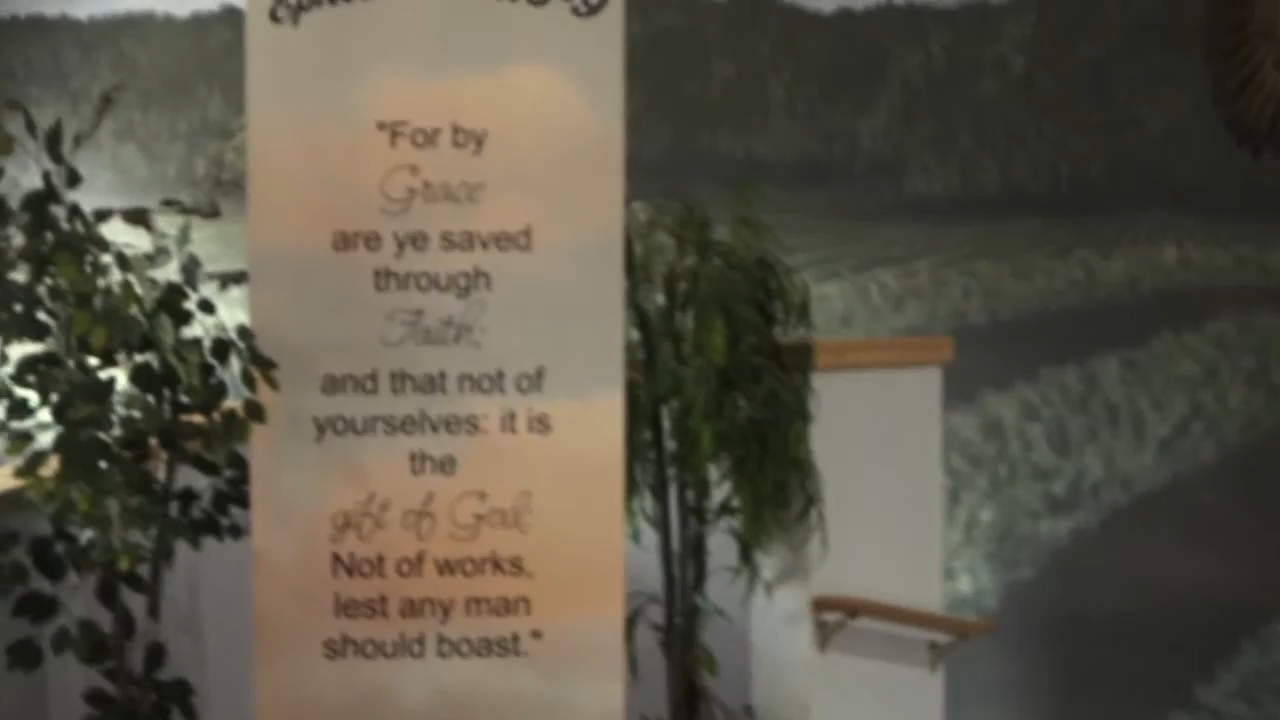 "For by
Grace
are ye saved
through
Faith;
and that not of
yourselves: it is
the
gift of God:
Not of works,
lest any man
should boast."